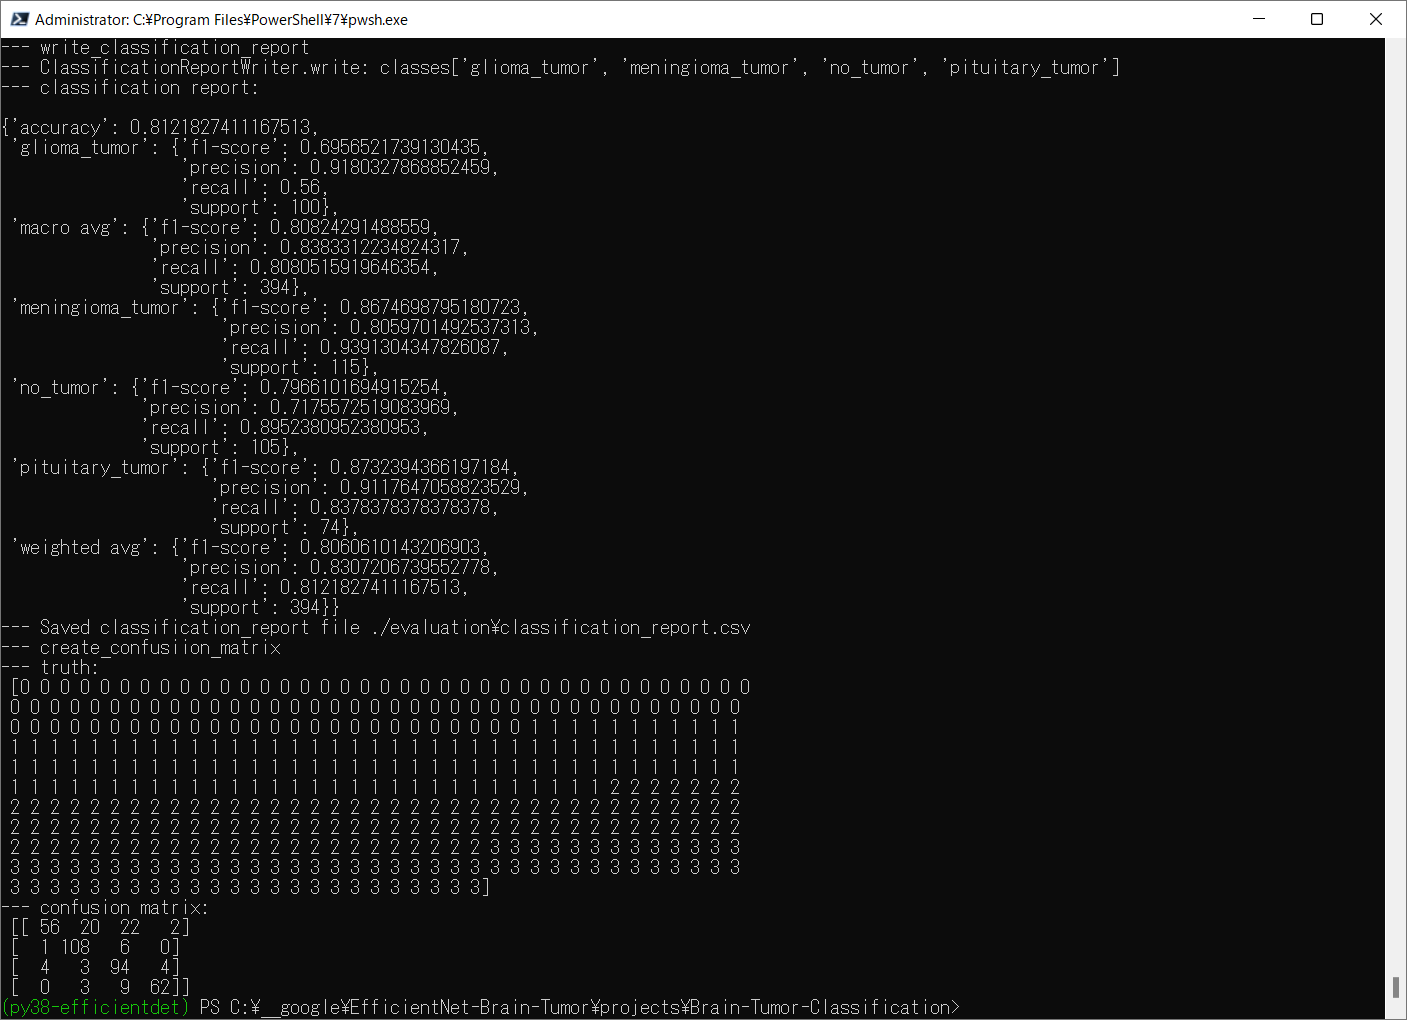 Administrator: C:¥Program Files¥PowerShell¥7¥pwsh.exe
--- write_classification_report
--- ClassificationReportWriter.write: classes['glioma_tumor', 'meningioma_tumor', 'no_tumor', 'pituitary_tumor']
--- classification report:
{'accuracy': 0.8121827411167513,
 'glioma_tumor': {'f1-score': 0.6956521739130435,
                  'precision': 0.9180327868852459,
                  'recall': 0.56,
                  'support': 100},
 'macro avg': {'f1-score': 0.80824291488559,
               'precision': 0.8383312234824317,
               'recall': 0.8080515919646354,
               'support': 394},
 'meningioma_tumor': {'f1-score': 0.8674698795180723,
                      'precision': 0.8059701492537313,
                      'recall': 0.9391304347826087,
                      'support': 115},
 'no_tumor': {'f1-score': 0.7966101694915254,
              'precision': 0.7175572519083969,
              'recall': 0.8952380952380953,
              'support': 105},
 'pituitary_tumor': {'f1-score': 0.8732394366197184,
                     'precision': 0.9117647058823529,
                     'recall': 0.8378378378378378,
                     'support': 74},
 'weighted avg': {'f1-score': 0.8060610143206903,
                  'precision': 0.8307206739552778,
                  'recall': 0.8121827411167513,
                  'support': 394}}
--- Saved classification_report file ./evaluation¥classification_report.csv
--- create_confusiion_matrix
--- truth:
 [0 0 0 0 0 0 0 0 0 0 0 0 0 0 0 0 0 0 0 0 0 0 0 0 0 0 0 0 0 0 0 0 0 0 0 0 0
 0 0 0 0 0 0 0 0 0 0 0 0 0 0 0 0 0 0 0 0 0 0 0 0 0 0 0 0 0 0 0 0 0 0 0 0 0
 0 0 0 0 0 0 0 0 0 0 0 0 0 0 0 0 0 0 0 0 0 0 0 0 0 0 1 1 1 1 1 1 1 1 1 1 1
 1 1 1 1 1 1 1 1 1 1 1 1 1 1 1 1 1 1 1 1 1 1 1 1 1 1 1 1 1 1 1 1 1 1 1 1 1
 1 1 1 1 1 1 1 1 1 1 1 1 1 1 1 1 1 1 1 1 1 1 1 1 1 1 1 1 1 1 1 1 1 1 1 1 1
 1 1 1 1 1 1 1 1 1 1 1 1 1 1 1 1 1 1 1 1 1 1 1 1 1 1 1 1 1 1 2 2 2 2 2 2 2
 2 2 2 2 2 2 2 2 2 2 2 2 2 2 2 2 2 2 2 2 2 2 2 2 2 2 2 2 2 2 2 2 2 2 2 2 2
 2 2 2 2 2 2 2 2 2 2 2 2 2 2 2 2 2 2 2 2 2 2 2 2 2 2 2 2 2 2 2 2 2 2 2 2 2
 2 2 2 2 2 2 2 2 2 2 2 2 2 2 2 2 2 2 2 2 2 2 2 2 3 3 3 3 3 3 3 3 3 3 3 3 3
 3 3 3 3 3 3 3 3 3 3 3 3 3 3 3 3 3 3 3 3 3 3 3 3 3 3 3 3 3 3 3 3 3 3 3 3 3
 3 3 3 3 3 3 3 3 3 3 3 3 3 3 3 3 3 3 3 3 3 3 3 3]
--- confusion matrix:
 [[ 56  20  22   2]
 [  1 108   6   0]
 [  4   3  94   4]
 [  0   3   9  62]]
(py38-efficientdet) PS C:¥__google¥EfficientNet-Brain-Tumor¥projects¥Brain-Tumor-Classification>